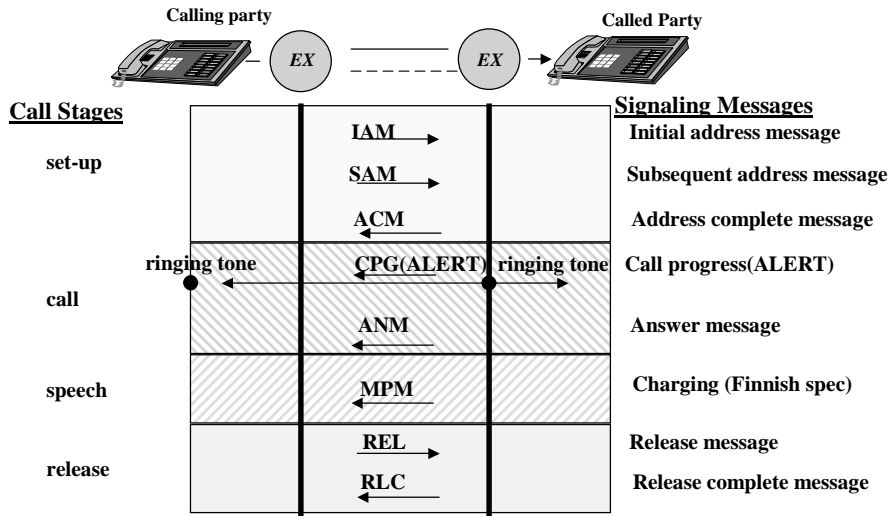 Calling party
Called Party
EX
EX
Call Stages
Signaling Messages
IAM
Initial address message
set-up
SAM
Subsequent address message
ACM
Address complete message
ringing tone
CPG(ALERT)
ringing tone
Call progress(ALERT)
call
ANM
Answer message
speech
MPM
Charging (Finnish spec)
REL
Release message
release
RLC
Release complete message